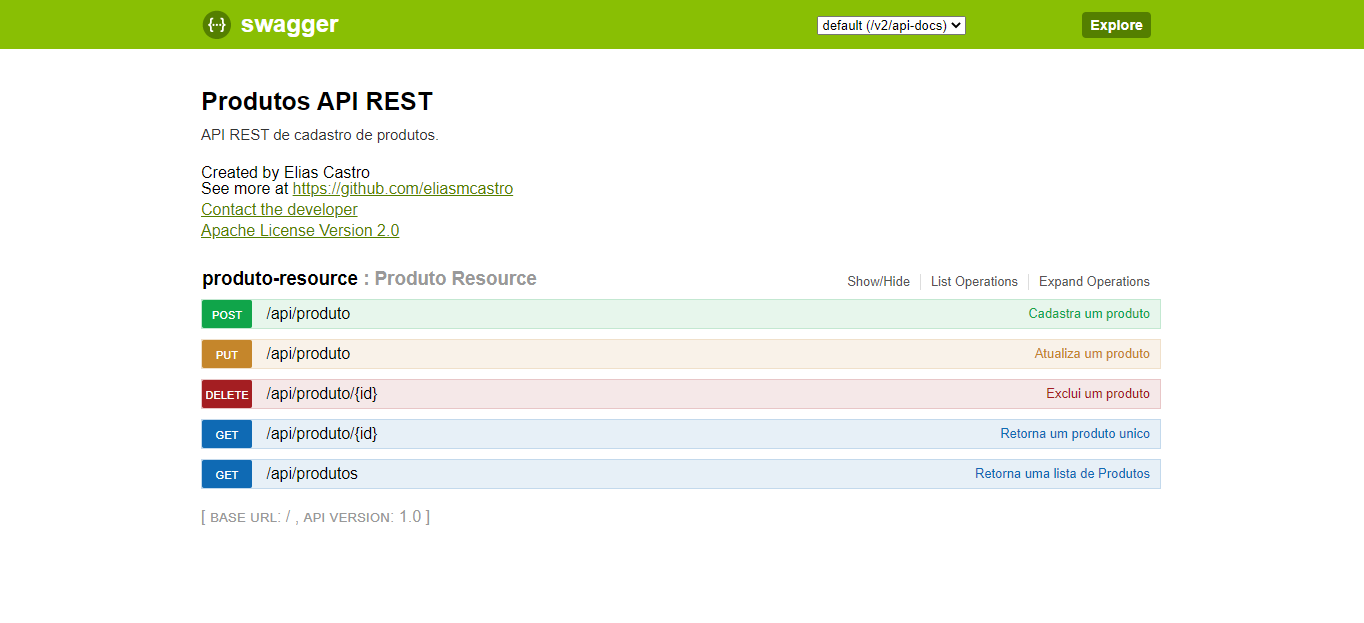 {···} swagger default (/v2/api-docs) Explore
Produtos API REST
API REST de cadastro de produtos.
Created by Elias Castro
See more at https://github.com/eliasmcastro
Contact the developer
Apache License Version 2.0
produto-resource : Produto Resource Show/Hide List Operations Expand Operations
POST /api/produto Cadastra um produto
PUT /api/produto Atualiza um produto
DELETE /api/produto/{id} Exclui um produto
GET /api/produto/{id} Retorna um produto unico
GET /api/produtos Retorna uma lista de Produtos
[ BASE URL: / , API VERSION: 1.0 ]